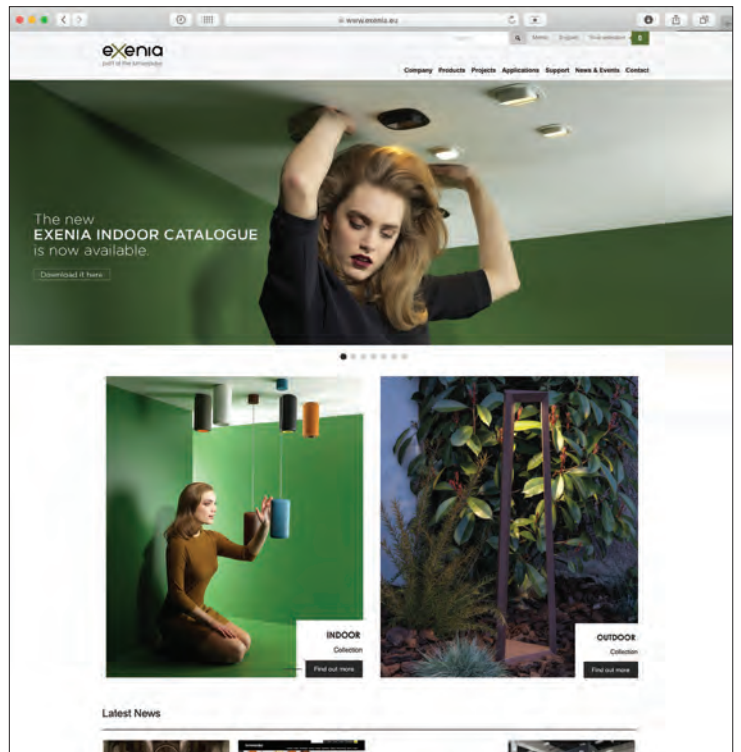 www.exenia.eu
English
eXenia
Company Products Projects Applications Support News & Events Contact
The new
EXENIA INDOOR CATALOGUE
is now available.
Download it here
INDOOR
Collection
Find out more
OUTDOOR
Collection
Find out more
Latest News